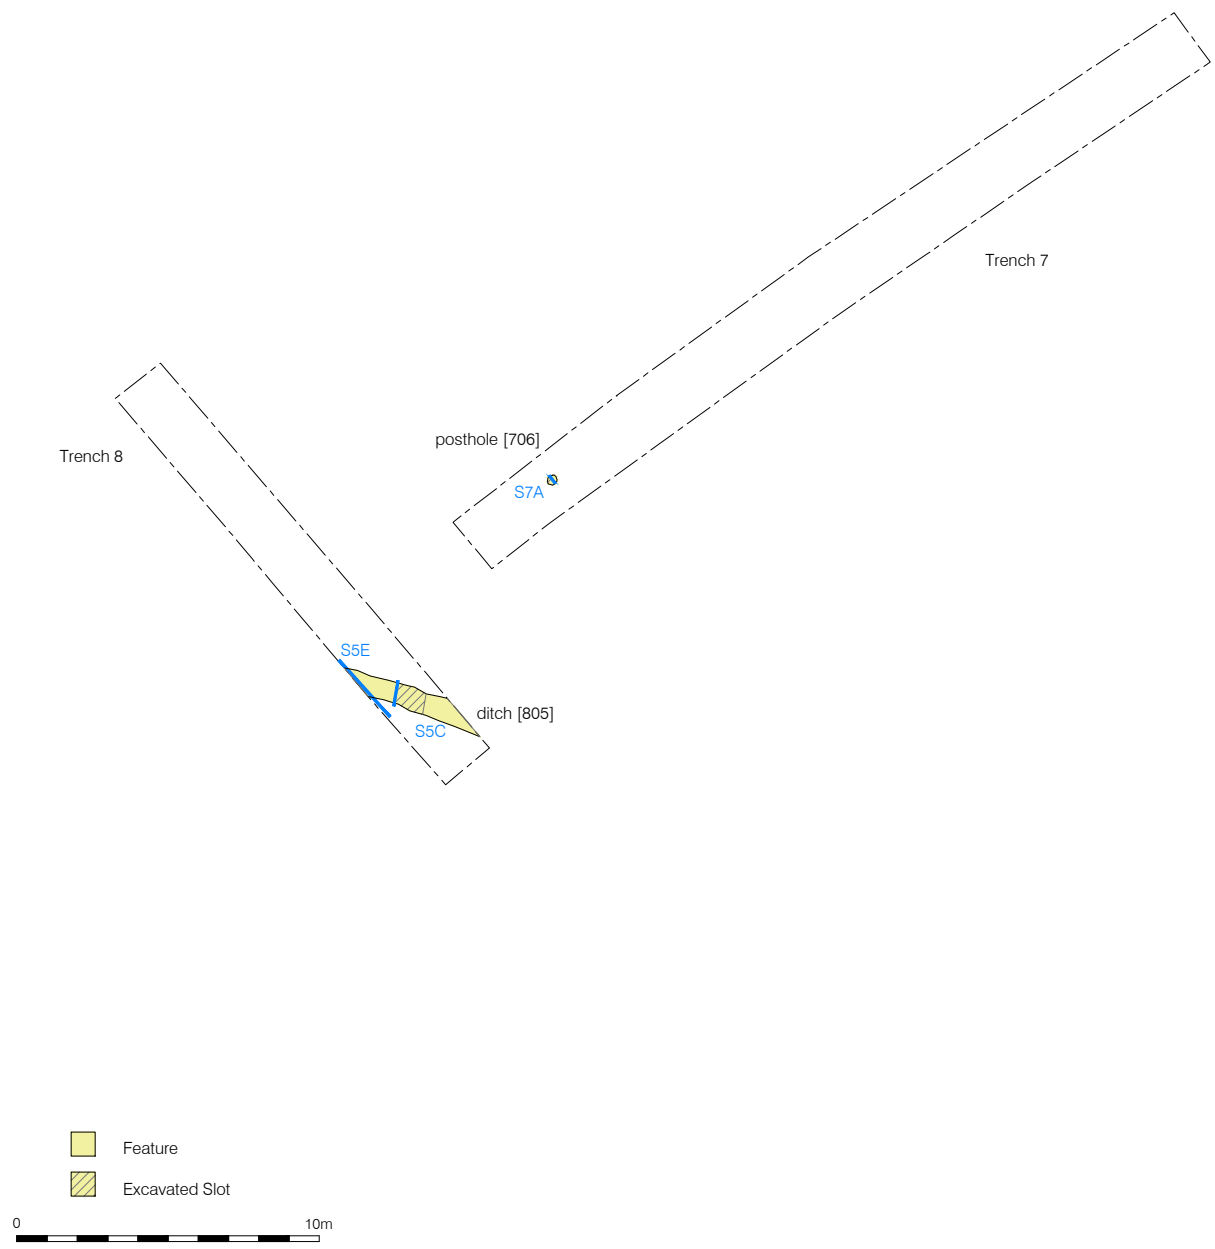 Trench 7
posthole [706]
Trench 8
S7A
S5E
ditch [805]
S5C
Feature
Excavated Slot
0 10m